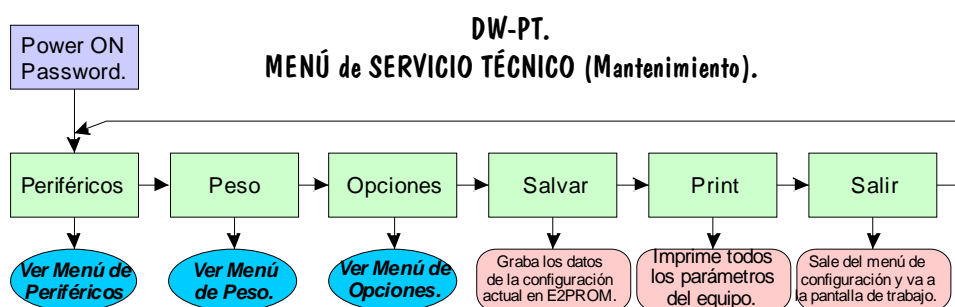 DW-PT.
MENÚ de SERVICIO TÉCNICO (Mantenimiento).
Power ON
Password.
Periféricos
Peso
Opciones
Salvar
Print
Salir
Ver Menú de
Periféricos
Ver Menú
de Peso.
Ver Menú de
Opciones.
Graba los datos
de la configuración
actual en E2PROM.
Imprime todos
los parámetros
del equipo.
Sale del menú de
configuración y va a
la pantalla de trabajo.